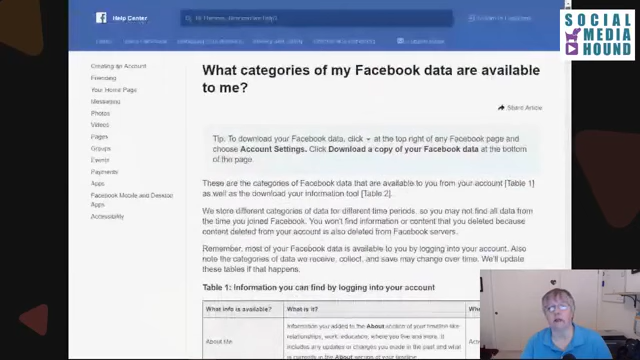 Help Center
SOCIAL
MEDIA
HOUND
Creating an Account
Friending
Your Home Page
Messaging
Photos
Videos
Pages
Groups
Events
Payments
Apps
Facebook Mobile and Desktop
Apps
Accessibility
What categories of my Facebook data are available
to me?
Share Article
Tip: To download your Facebook data, click at the top right of any Facebook page and
choose Account Settings. Click Download a copy of your Facebook data at the bottom
of the page.
These are the categories of Facebook data that are available to you from your account [Table 1]
as well as the download your information tool [Table 2].
We store different categories of data for different time periods, so you may not find all data from
the time you joined Facebook. You won't find information or content that you deleted because
content deleted from your account is also deleted from Facebook servers.
Remember, most of your Facebook data is available to you by logging into your account. Also
note the categories of data we receive, collect, and save may change over time. We'll update
these tables if that happens.
Table 1: Information you can find by logging into your account
What info is available?
What is it?
About Me
Information you added to the About section of your timeline like
relationships, work, education, where you live and more. It
includes any updates or changes you made in the past and what
is currently in the About section of your timeline.